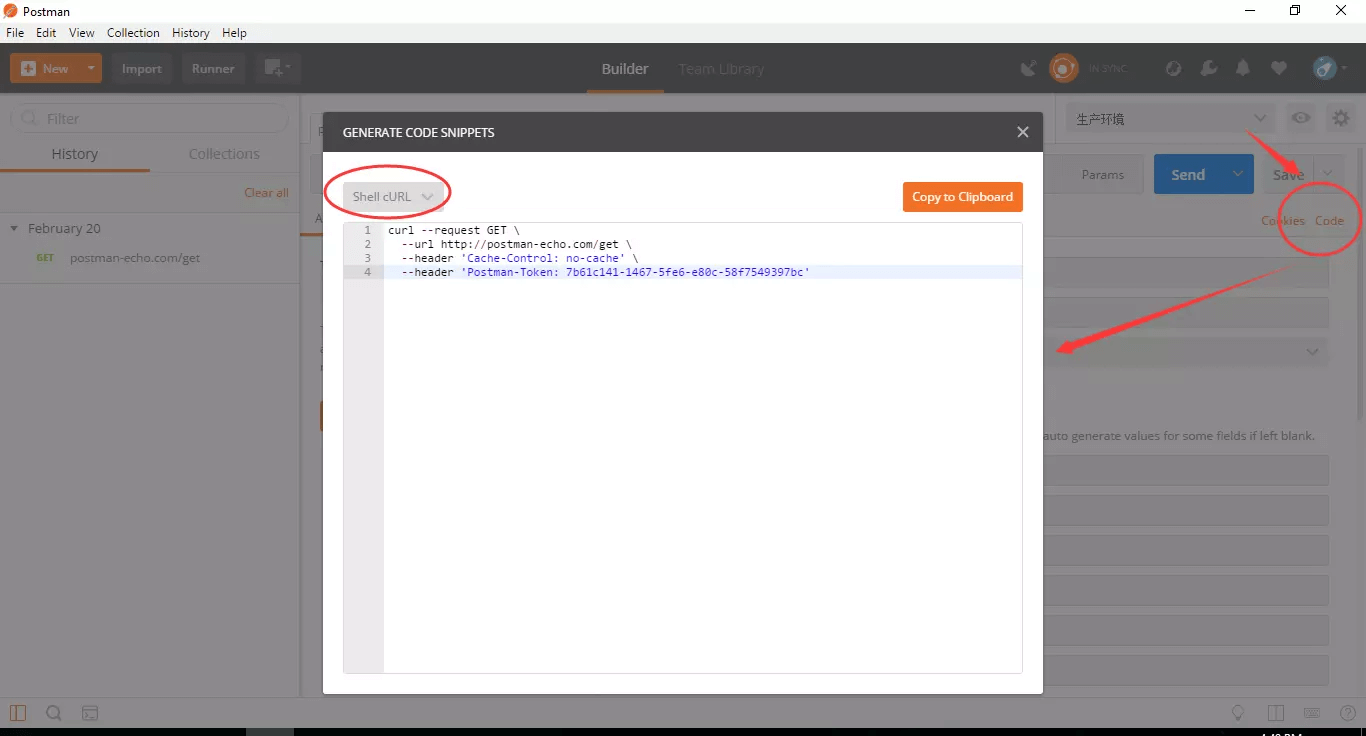 Postman
File Edit View Collection History Help
New Import Runner Builder Team Library IN SYNC
Filter
生产环境
GENERATE CODE SNIPPETS
History Collections
Params Send Save
Clear all
Shell cURL
Copy to Clipboard
Cookies Code
February 20
GET postman-echo.com/get
1 curl --request GET \
2 --url http://postman-echo.com/get \
3 --header 'Cache-Control: no-cache' \
4 --header 'Postman-Token: 7b61c141-1467-5fe6-e80c-58f7549397bc'
auto generate values for some fields if left blank.